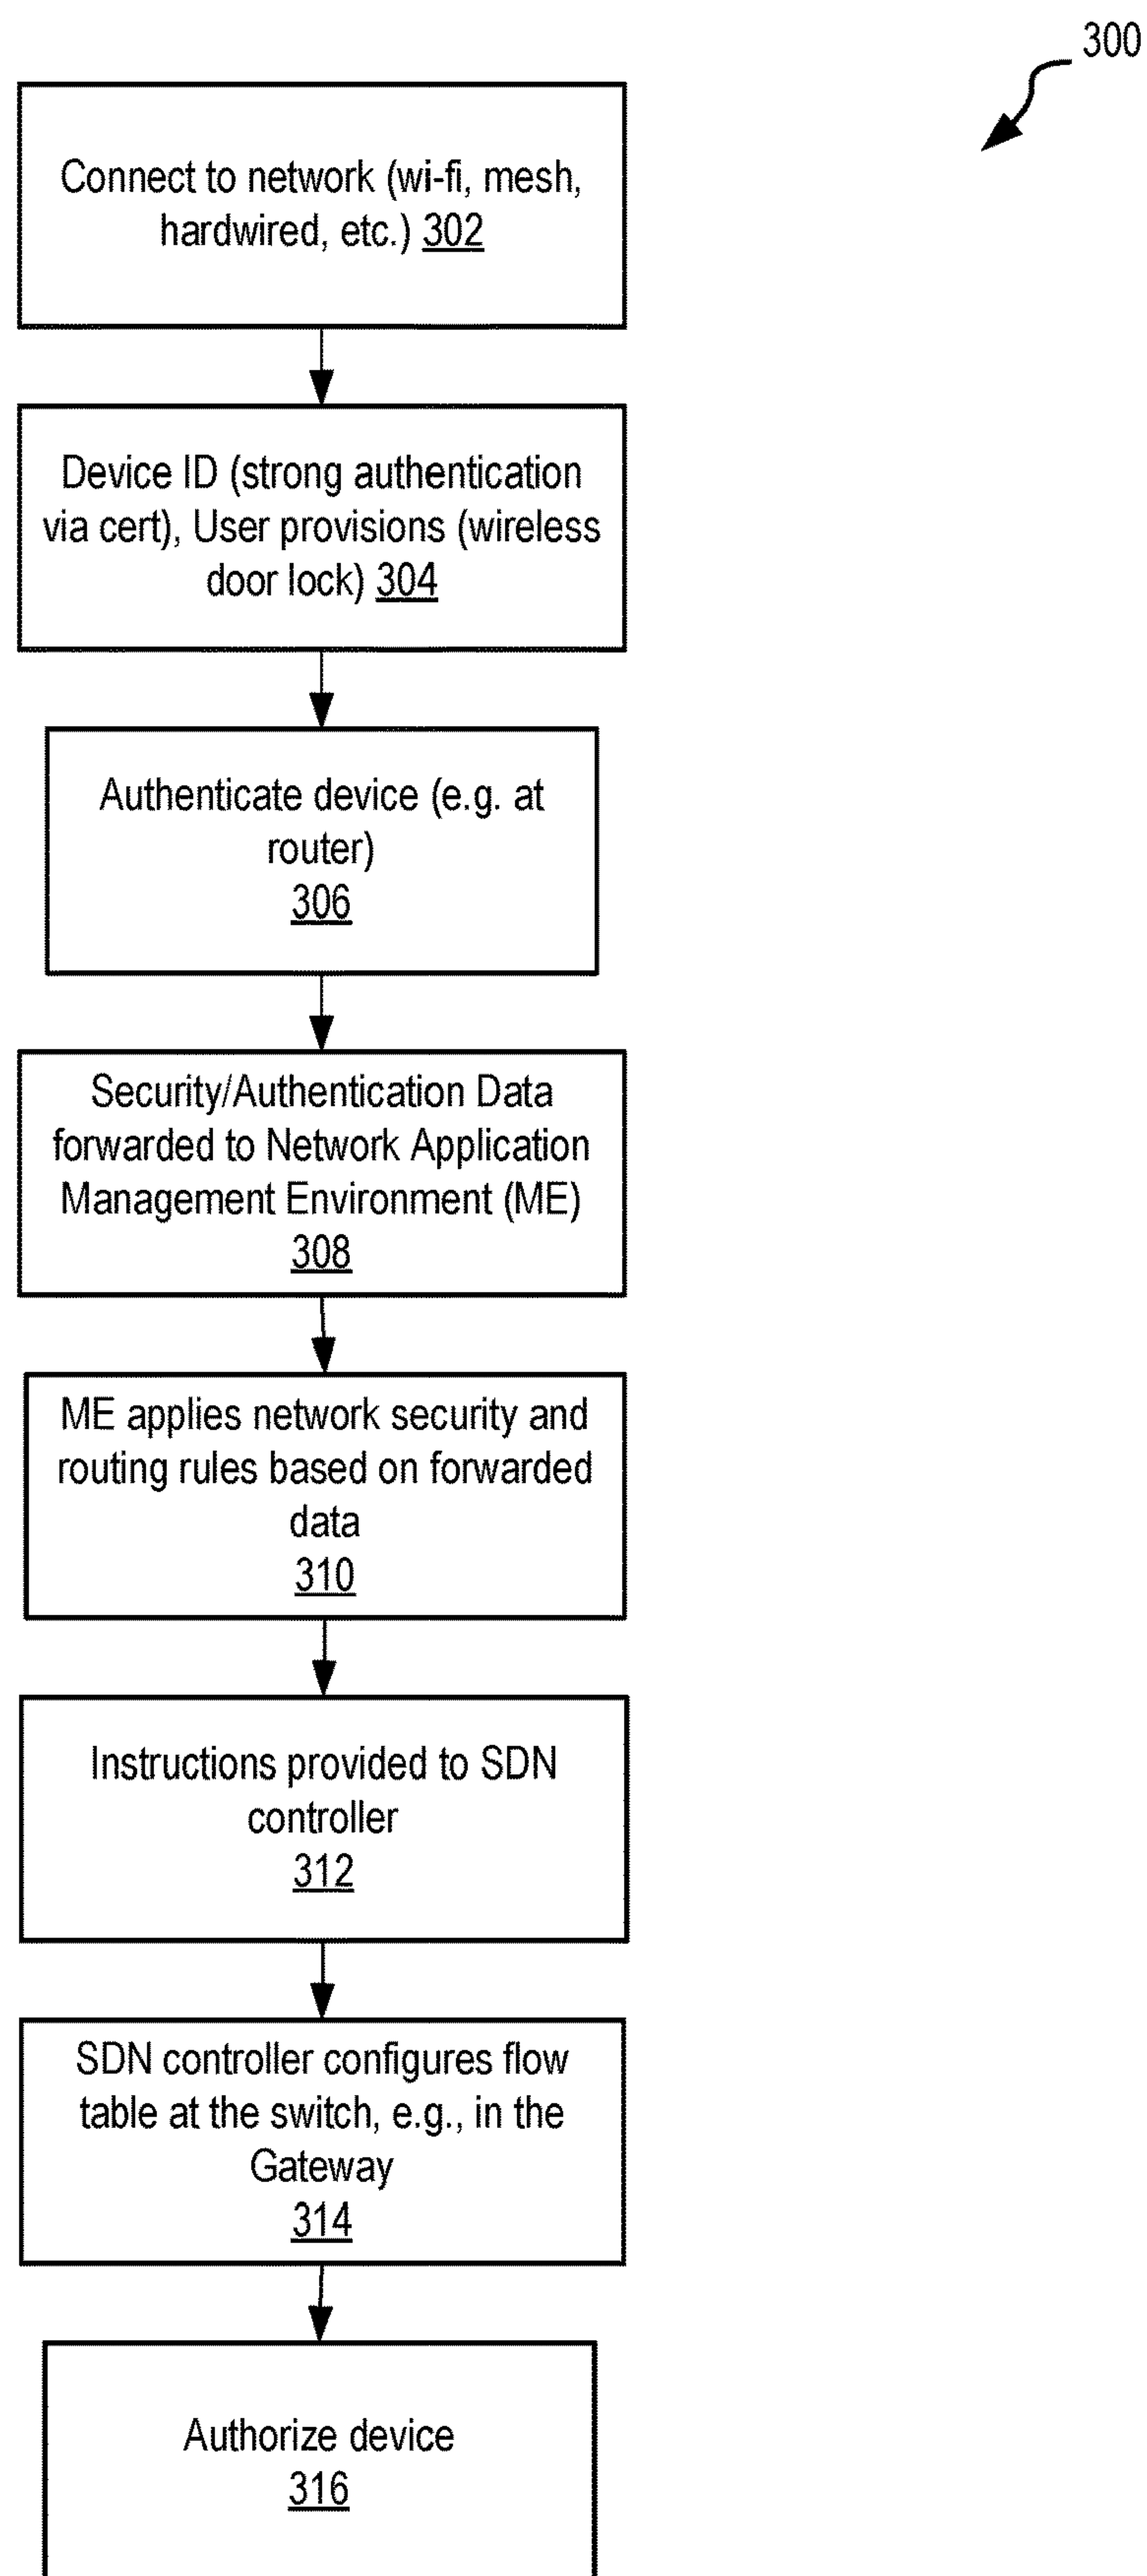 300
Connect to network (wi-fi, mesh,
hardwired, etc.) 302
Device ID (strong authentication
via cert), User provisions (wireless
door lock) 304
Authenticate device (e.g. at
router)
306
Security/Authentication Data
forwarded to Network Application
Management Environment (ME)
308
ME applies network security and
routing rules based on forwarded
data
310
Instructions provided to SDN
controller
312
SDN controller configures flow
table at the switch, e.g., in the
Gateway
314
Authorize device
316